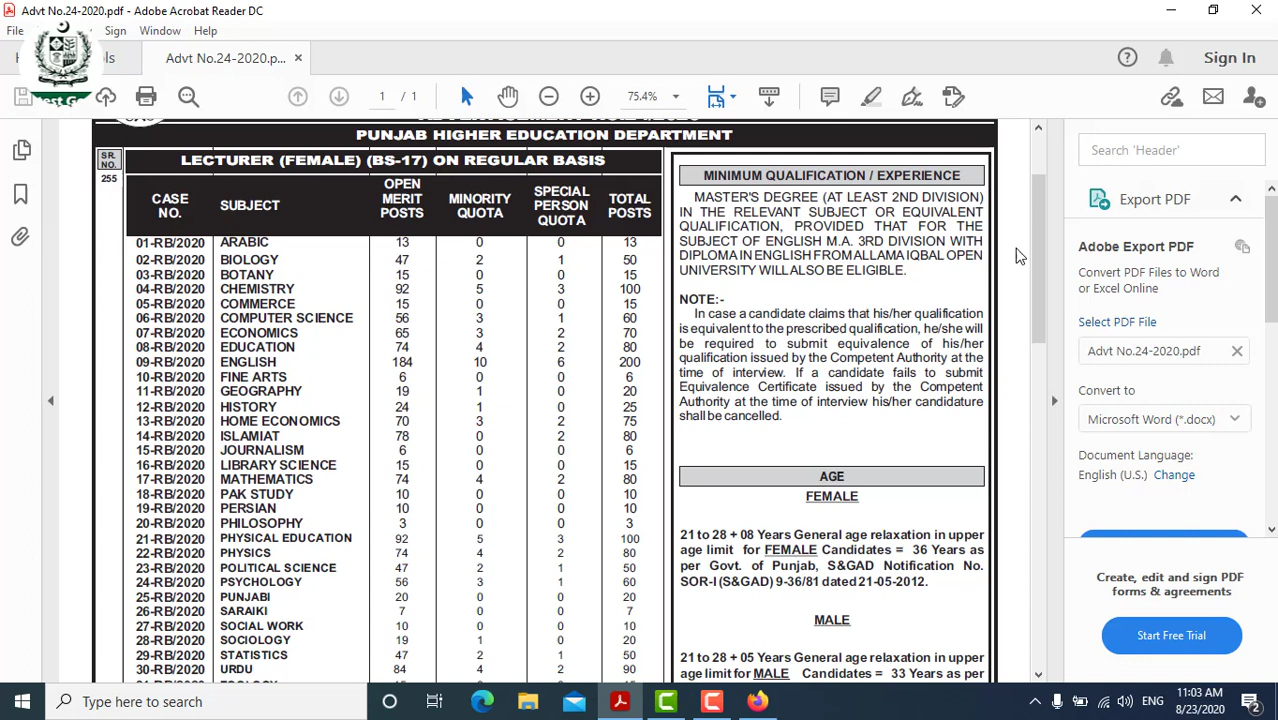 Advt No.24-2020.pdf - Adobe Acrobat Reader DC
File Sign Window Help
Advt No.24-2020.p... ×
Sign In
1 / 1
75.4%
PUNJAB HIGHER EDUCATION DEPARTMENT
SR. NO.
LECTURER (FEMALE) (BS-17) ON REGULAR BASIS
255
CASE NO. SUBJECT OPEN MERIT POSTS MINORITY QUOTA SPECIAL PERSON QUOTA TOTAL POSTS
01-RB/2020 ARABIC 13 0 0 13
02-RB/2020 BIOLOGY 47 2 1 50
03-RB/2020 BOTANY 15 0 0 15
04-RB/2020 CHEMISTRY 92 5 3 100
05-RB/2020 COMMERCE 15 0 0 15
06-RB/2020 COMPUTER SCIENCE 56 3 1 60
07-RB/2020 ECONOMICS 65 3 2 70
08-RB/2020 EDUCATION 74 4 2 80
09-RB/2020 ENGLISH 184 10 6 200
10-RB/2020 FINE ARTS 6 0 0 6
11-RB/2020 GEOGRAPHY 19 1 0 20
12-RB/2020 HISTORY 24 1 0 25
13-RB/2020 HOME ECONOMICS 70 3 2 75
14-RB/2020 ISLAMIAT 78 0 2 80
15-RB/2020 JOURNALISM 6 0 0 6
16-RB/2020 LIBRARY SCIENCE 15 0 0 15
17-RB/2020 MATHEMATICS 74 4 2 80
18-RB/2020 PAK STUDY 10 0 0 10
19-RB/2020 PERSIAN 10 0 0 10
20-RB/2020 PHILOSOPHY 3 0 0 3
21-RB/2020 PHYSICAL EDUCATION 92 5 3 100
22-RB/2020 PHYSICS 74 4 2 80
23-RB/2020 POLITICAL SCIENCE 47 2 1 50
24-RB/2020 PSYCHOLOGY 56 3 1 60
25-RB/2020 PUNJABI 20 0 0 20
26-RB/2020 SARAIKI 7 0 0 7
27-RB/2020 SOCIAL WORK 10 0 0 10
28-RB/2020 SOCIOLOGY 19 1 0 20
29-RB/2020 STATISTICS 47 2 1 50
30-RB/2020 URDU 84 4 2 90
MINIMUM QUALIFICATION / EXPERIENCE
MASTER'S DEGREE (AT LEAST 2ND DIVISION)
IN THE RELEVANT SUBJECT OR EQUIVALENT
QUALIFICATION, PROVIDED THAT FOR THE
SUBJECT OF ENGLISH M.A. 3RD DIVISION WITH
DIPLOMA IN ENGLISH FROM ALLAMA IQBAL OPEN
UNIVERSITY WILL ALSO BE ELIGIBLE.
NOTE:-
In case a candidate claims that his/her qualification
is equivalent to the prescribed qualification, he/she will
be required to submit equivalence of his/her
qualification issued by the Competent Authority at the
time of interview. If a candidate fails to submit
Equivalence Certificate issued by the Competent
Authority at the time of interview his/her candidature
shall be cancelled.
AGE
FEMALE
21 to 28 + 08 Years General age relaxation in upper
age limit for FEMALE Candidates = 36 Years as
per Govt. of Punjab, S&GAD Notification No.
SOR-I (S&GAD) 9-36/81 dated 21-05-2012.
MALE
21 to 28 + 05 Years General age relaxation in upper
age limit for MALE Candidates = 33 Years as
Search 'Header'
Export PDF
Adobe Export PDF
Convert PDF Files to Word
or Excel Online
Select PDF File
Advt No.24-2020.pdf
Convert to
Microsoft Word (*.docx)
Document Language:
English (U.S.) Change
Create, edit and sign PDF
forms & agreements
Start Free Trial
Type here to search
ENG
11:03 AM
8/23/2020
2